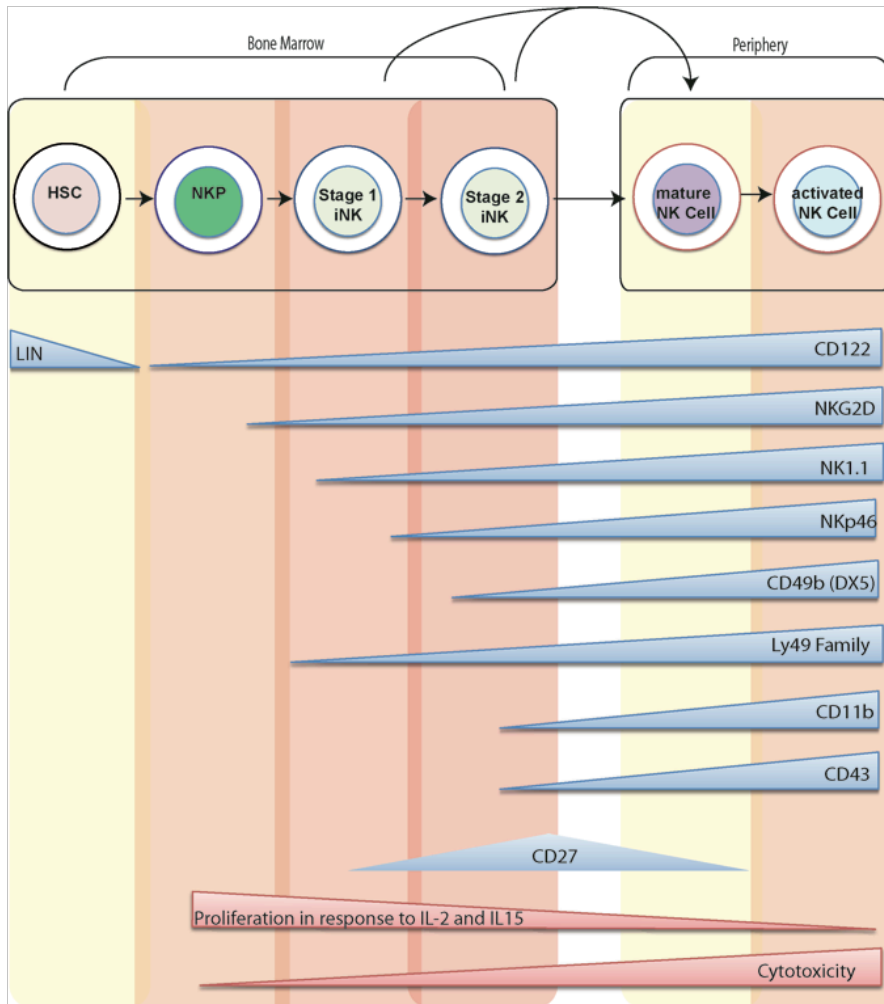 Bone Marrow
Periphery
HSC
NKP
Stage 1
iNK
Stage 2
iNK
mature
NK Cell
activated
NK Cell
LIN
CD122
NKG2D
NK1.1
NKp46
CD49b (DX5)
Ly49 Family
CD11b
CD43
CD27
Proliferation in response to IL-2 and IL15
Cytotoxicity